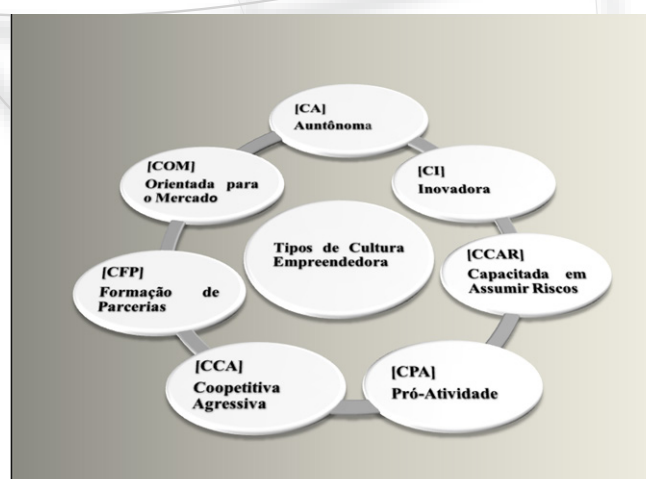 [CA]
Auntônoma
[COM]
Orientada para
o Mercado
[CI]
Inovadora
Tipos de Cultura
Empreendedora
[CCAR]
Capacitada em
Assumir Riscos
[CFP]
Formação de
Parcerias
[CCA]
Coopetitiva
Agressiva
[CPA]
Pró-Atividade